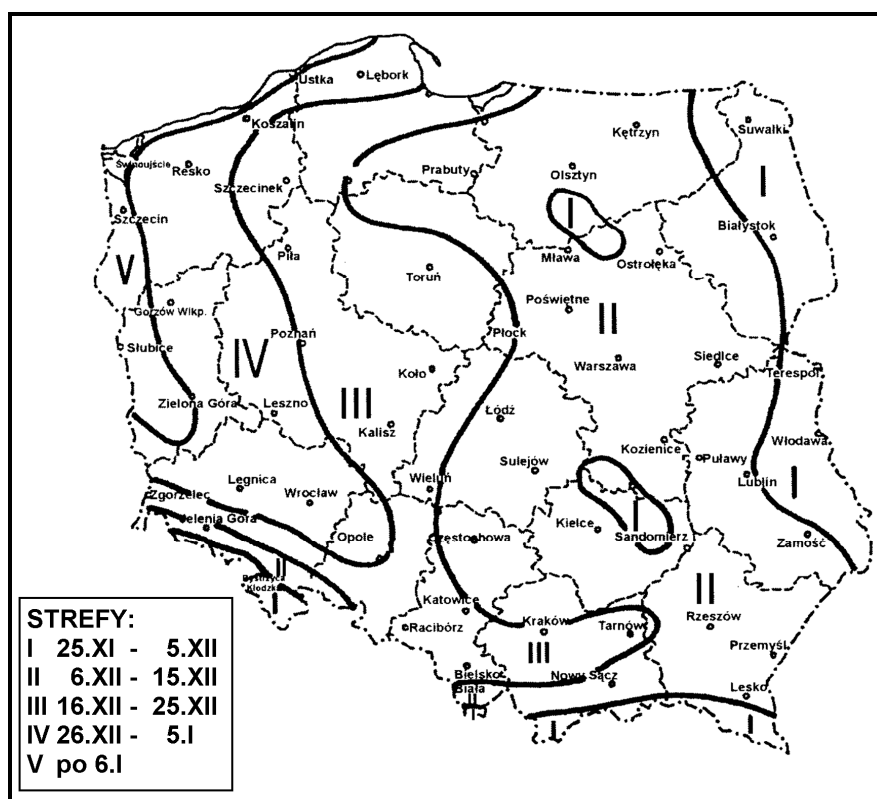 Ustka
Lębork
Koszalin
Kętrzyn
Suwałki
Świnoujście
Resko
Prabuty
Olsztyn
I
Szczecinek
Szczecin
I
Białystok
Piła
Mława
Ostrołęka
V
Toruń
Gorzów Wlkp.
Poświętne
II
Poznań
Płock
Słubice
IV
Warszawa
Siedlce
Koło
Terespol
Zielona Góra
Leszno
III
Łódź
Kalisz
Kozienice
Włodawa
Sulejów
Puławy
Legnica
Wieluń
Lublin
I
Zgorzelec
Wrocław
Jelenia Góra
I
Kielce
Opole
Częstochowa
Sandomierz
Zamość
II
Bystrzyca
Kłodzka
II
I
Katowice
Kraków
Tarnów
Rzeszów
Racibórz
III
Przemyśl
Bielsko
Biała
Nowy Sącz
II
Lesko
I
I
STREFY:
I 25.XI - 5.XII
II 6.XII - 15.XII
III 16.XII - 25.XII
IV 26.XII - 5.I
V po 6.I